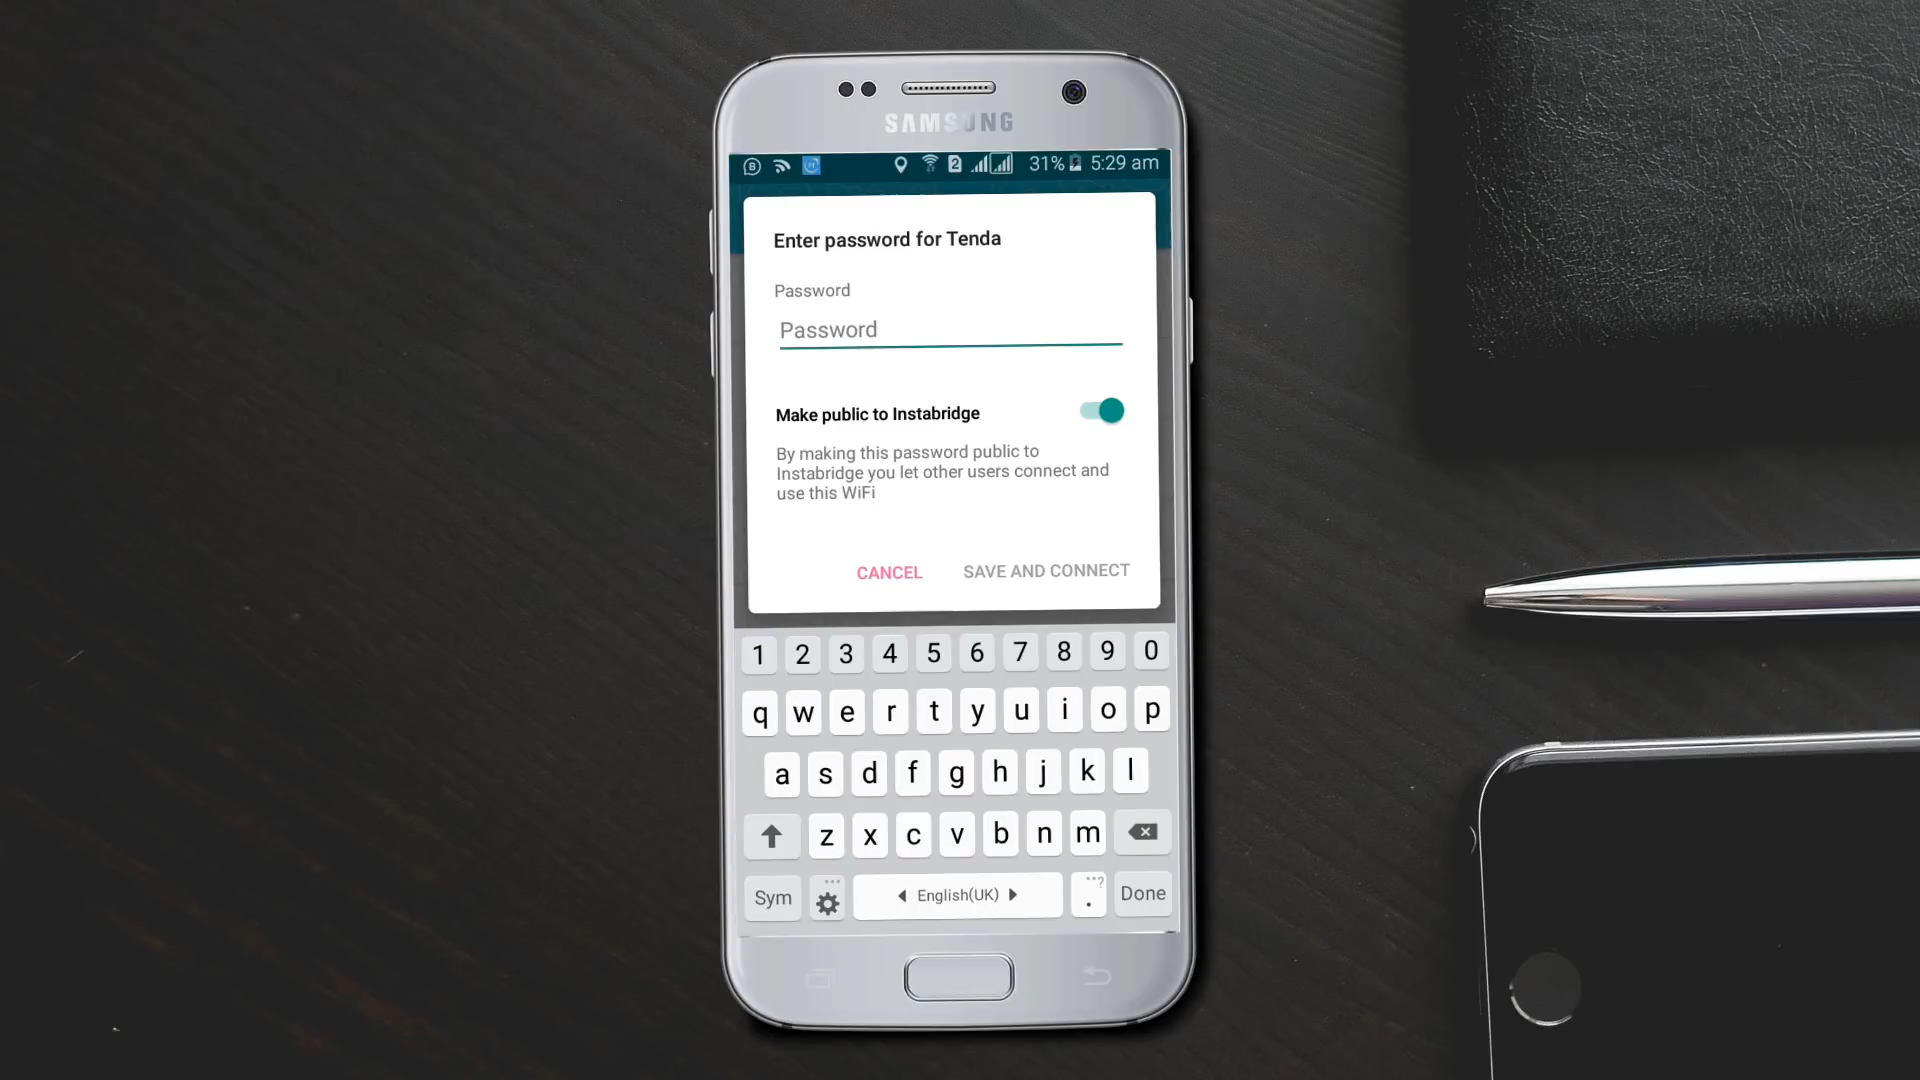 SAMSUNG
2 31% 5:29 am
Enter password for Tenda
Password
Password
Make public to Instabridge
By making this password public to
Instabridge you let other users connect and
use this WiFi
CANCEL SAVE AND CONNECT
1 2 3 4 5 6 7 8 9 0
q w e r t y u i o p
a s d f g h j k l
z x c v b n m
Sym English(UK) . Done